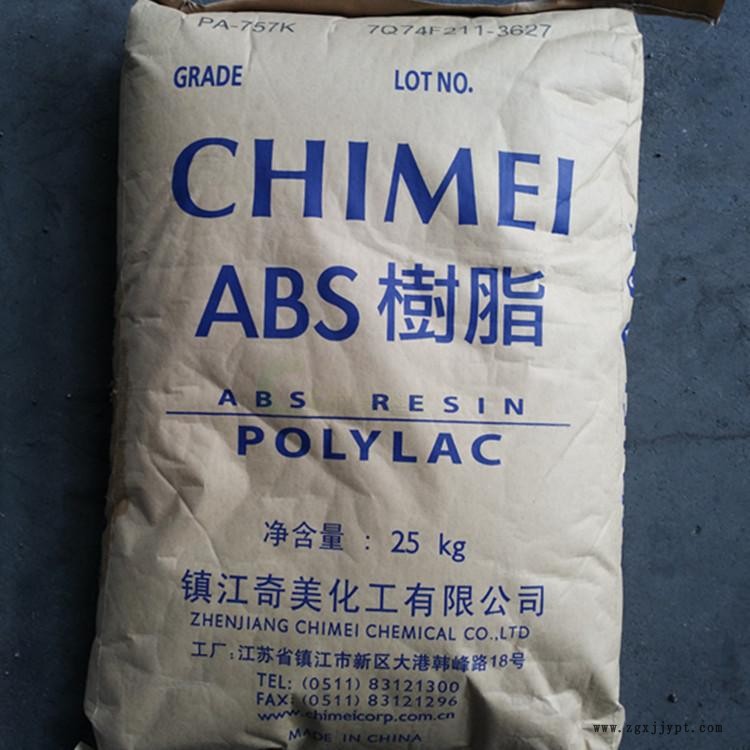 PA-757K 7Q74F211-3627
GRADE LOT NO.
CHIMEI
ABS 樹脂
ABS RESIN
POLYLAC
净含量 : 25 kg
镇江奇美化工有限公司
ZHENJIANG CHIMEI CHEMICAL CO.,LTD
工厂:江苏省镇江市新区大港韩峰路18号
TEL: (0511) 83121300
FAX: (0511) 83121296
www.chimeicorp.com.cn
MADE IN CHINA
www.zgxjjypt.com